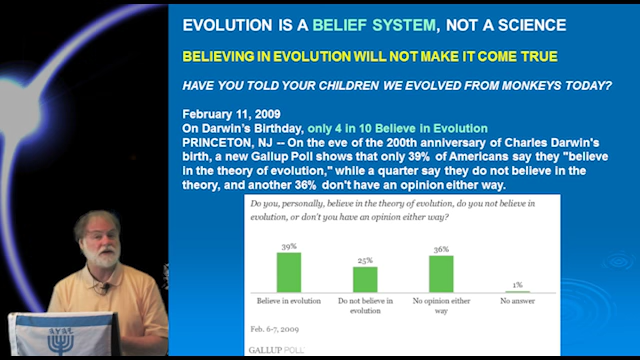 EVOLUTION IS A BELIEF SYSTEM, NOT A SCIENCE
BELIEVING IN EVOLUTION WILL NOT MAKE IT COME TRUE
HAVE YOU TOLD YOUR CHILDREN WE EVOLVED FROM MONKEYS TODAY?
February 11, 2009
On Darwin's Birthday, only 4 in 10 Believe in Evolution
PRINCETON, NJ -- On the eve of the 200th anniversary of Charles Darwin's
birth, a new Gallup Poll shows that only 39% of Americans say they "believe
in the theory of evolution," while a quarter say they do not believe in the
theory, and another 36% don't have an opinion either way.
Do you, personally, believe in the theory of evolution, do you not believe in
evolution, or don't you have an opinion either way?
39%
25%
36%
1%
Believe in evolution
Do not believe in
evolution
No opinion either
way
No answer
Feb. 6-7, 2009
GALLUP POLL